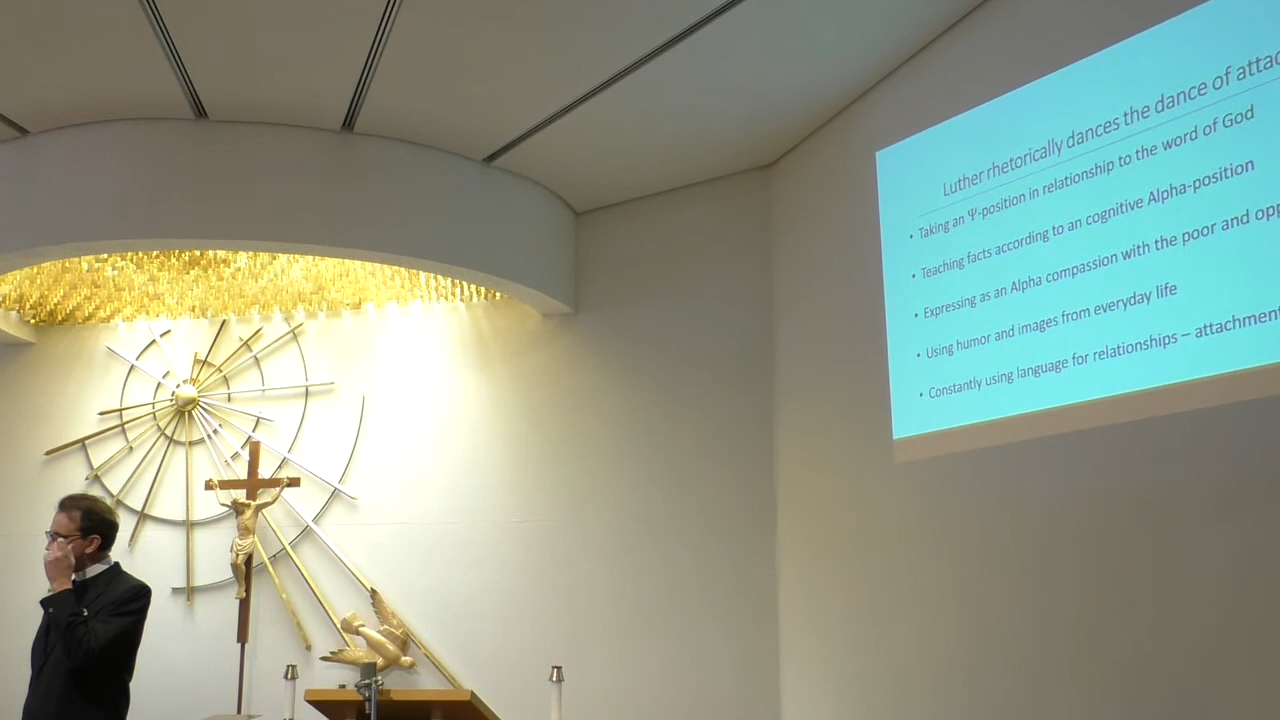 Luther rhetorically dances the dance of attac
• Taking an Ψ-position in relationship to the word of God
• Teaching facts according to an cognitive Alpha-position
• Expressing as an Alpha compassion with the poor and opp
• Using humor and images from everyday life
• Constantly using language for relationships – attachment